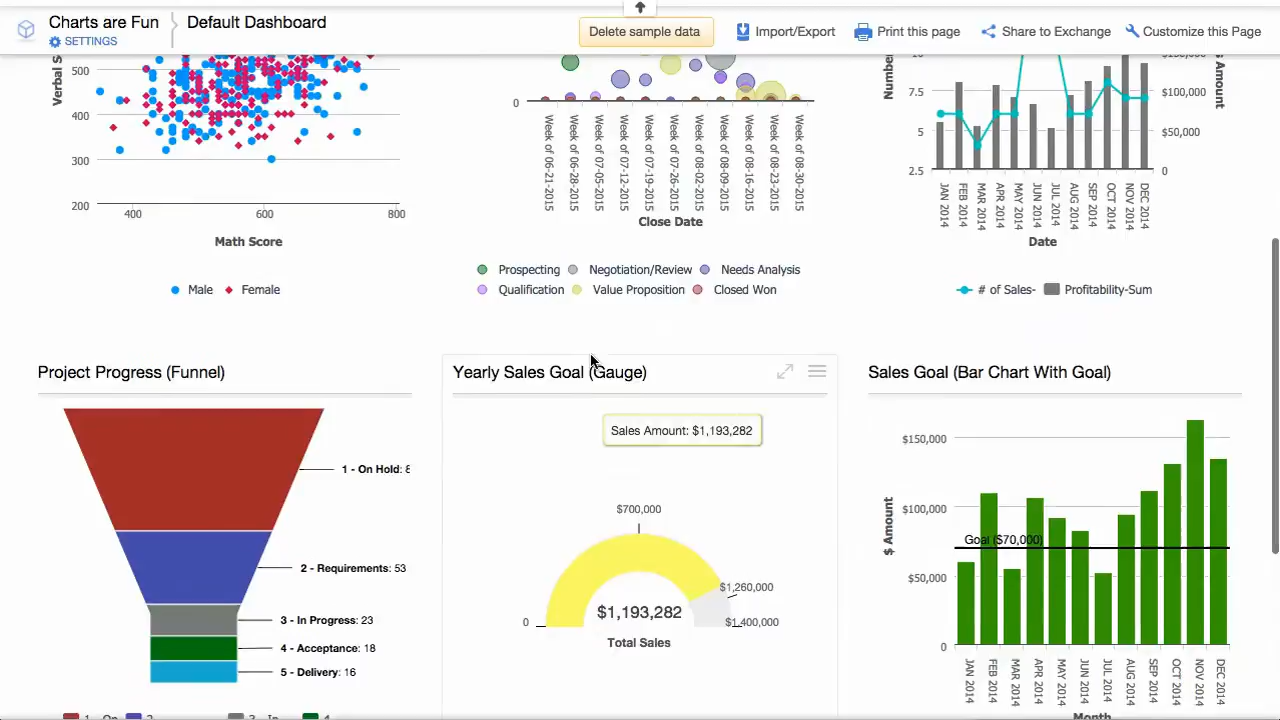 Charts are Fun
Default Dashboard
SETTINGS
Delete sample data
Import/Export
Print this page
Share to Exchange
Customize this Page
500
400
300
200
400
600
800
Math Score
Male
Female
0
Week of 06-21-2015
Week of 06-28-2015
Week of 07-05-2015
Week of 07-12-2015
Week of 07-19-2015
Week of 07-26-2015
Week of 08-02-2015
Week of 08-09-2015
Week of 08-16-2015
Week of 08-23-2015
Week of 08-30-2015
Close Date
Prospecting
Negotiation/Review
Needs Analysis
Qualification
Value Proposition
Closed Won
7.5
5
2.5
$100,000
$50,000
0
Amount
JAN 2014
FEB 2014
MAR 2014
APR 2014
MAY 2014
JUN 2014
JUL 2014
AUG 2014
SEP 2014
OCT 2014
NOV 2014
DEC 2014
Date
# of Sales-
Profitability-Sum
Project Progress (Funnel)
1 - On Hold: 8
2 - Requirements: 53
3 - In Progress: 23
4 - Acceptance: 18
5 - Delivery: 16
Yearly Sales Goal (Gauge)
Sales Amount: $1,193,282
$700,000
$1,260,000
0
$1,193,282
$1,400,000
Total Sales
Sales Goal (Bar Chart With Goal)
$150,000
$100,000
$50,000
0
$ Amount
Goal ($70,000)
JAN 2014
FEB 2014
MAR 2014
APR 2014
MAY 2014
JUN 2014
JUL 2014
AUG 2014
SEP 2014
OCT 2014
NOV 2014
DEC 2014
Month